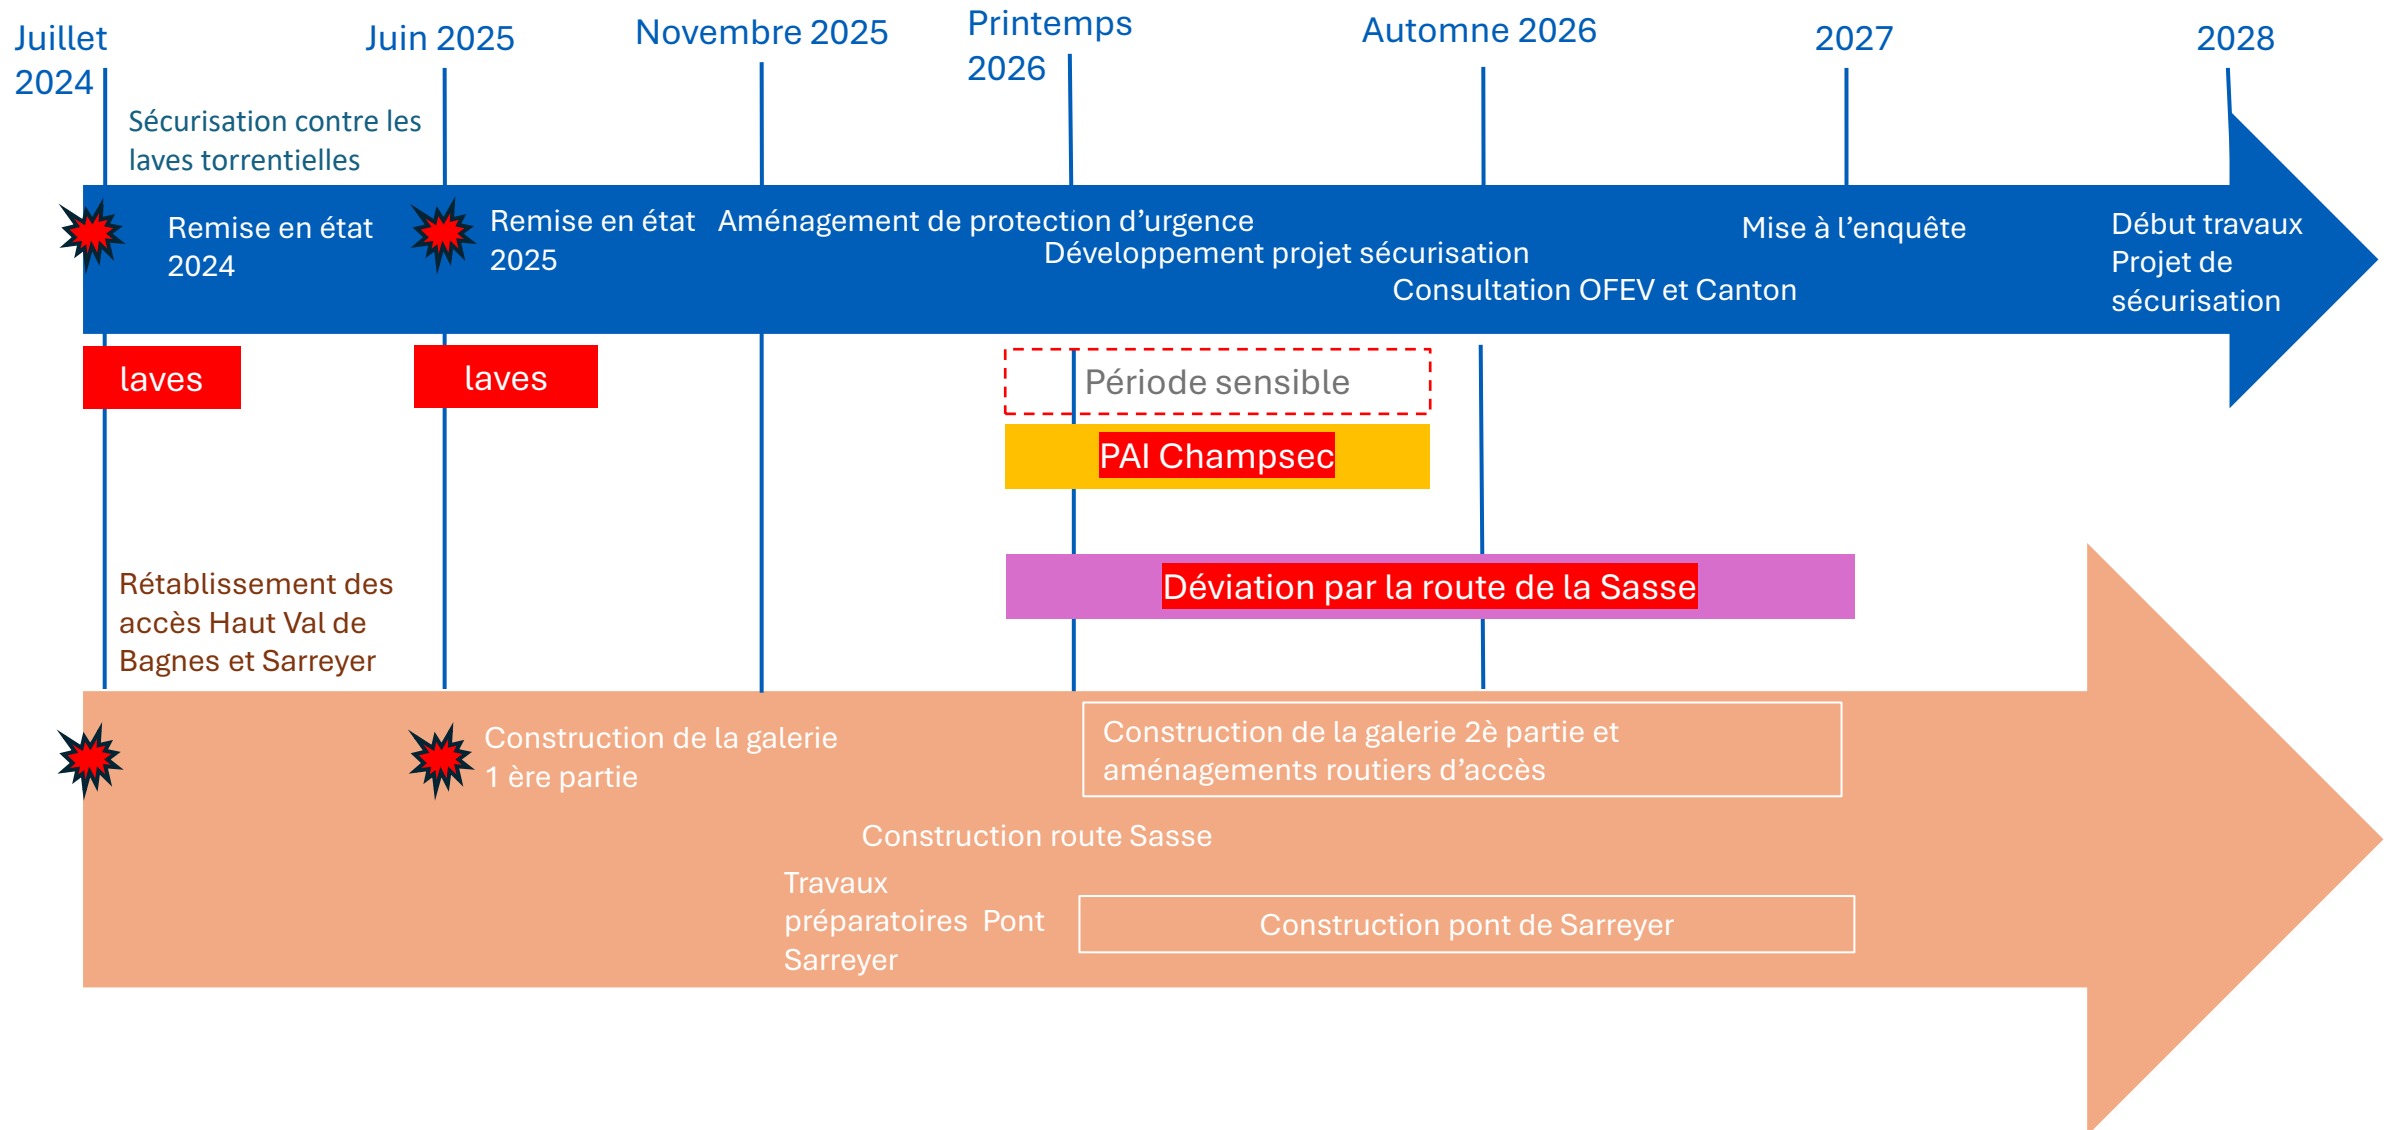 Juillet
2024
Juin 2025
Novembre 2025
Printemps
2026
Automne 2026
2027
2028
Sécurisation contre les
laves torrentielles
Remise en état
2024
Remise en état
2025
Aménagement de protection d’urgence
Développement projet sécurisation
Consultation OFEV et Canton
Mise à l’enquête
Début travaux
Projet de
sécurisation
laves
laves
Période sensible
PAI Champsec
Déviation par la route de la Sasse
Rétablissement des
accès Haut Val de
Bagnes et Sarreyer
Construction de la galerie
1 ère partie
Construction de la galerie 2è partie et
aménagements routiers d’accès
Construction route Sasse
Travaux
préparatoires  Pont
Sarreyer
Construction pont de Sarreyer